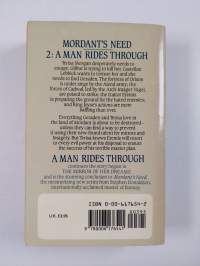 MORDANT'S NEED
2: A MAN RIDES THROUGH
Terisa Morgan desperately needs to escape. Gilbur is trying to kill her. Castellan
Lebbick wants to torture her and she
needs to find Geraden. The fortress of Orison
is under siege by the Alend army, the
forces of Cadwal, led by the Arch-Imager Vagel,
are poised to strike, the traitor Eremis
is preparing the ground for the hated enemies,
and King Joyse's actions are more
baffling than ever.
Everything Geraden and Terisa love in the
land of Mordant is about to be destroyed –
unless they can find a way to prevent it
using their new-found talent for mirrors and
Imagery. But Terisa knows Eremis will resort
to every evil power at his disposal to ensure
the success of his terrible master plan.
A MAN RIDES THROUGH
continues the story begun in
THE MIRROR OF HER DREAMS
and is the stunning conclusion to Mordant's Need,
the mesmerizing new series from Stephen Donaldson,
internationally acclaimed master of fantasy.
U.K. £3.95
ISBN 0-00-617654-2
00395
9 780006 176541